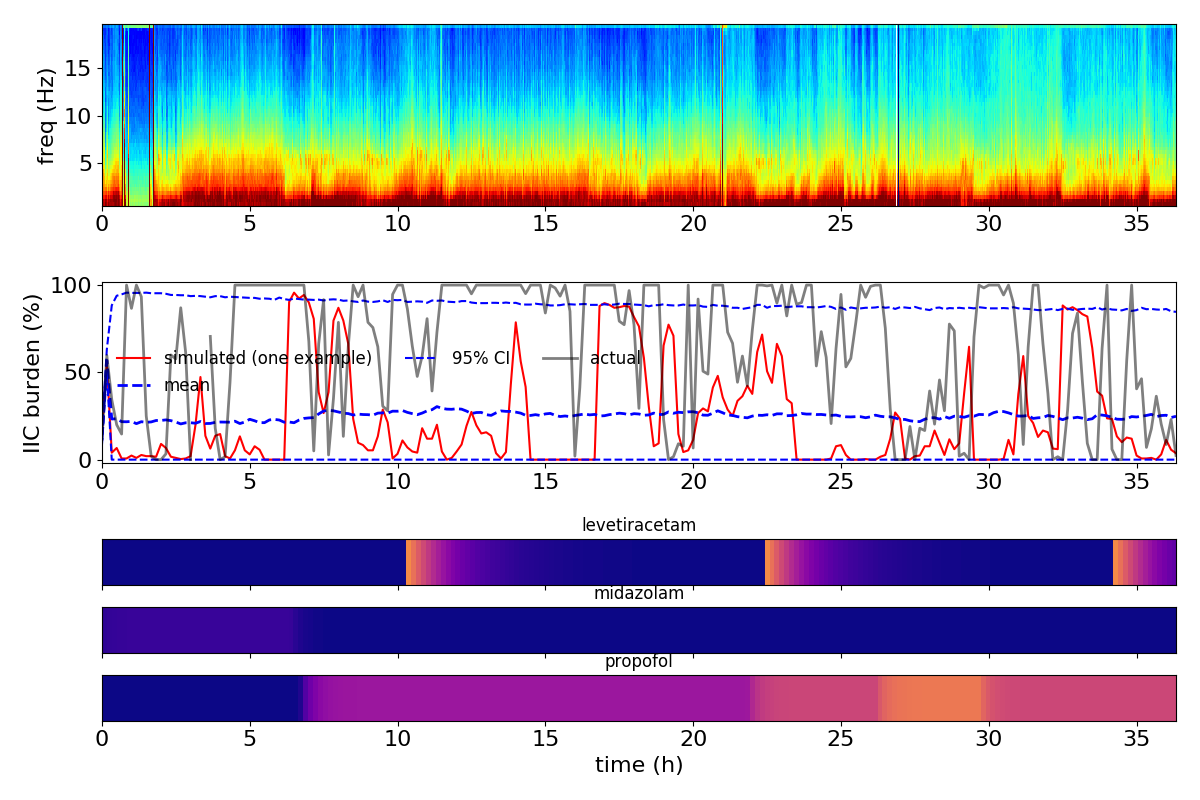 freq (Hz)
15
10
5
0 5 10 15 20 25 30 35
IIC burden (%)
100
50
0
simulated (one example) 95% CI actual
mean
0 5 10 15 20 25 30 35
levetiracetam
midazolam
propofol
0 5 10 15 20 25 30 35
time (h)